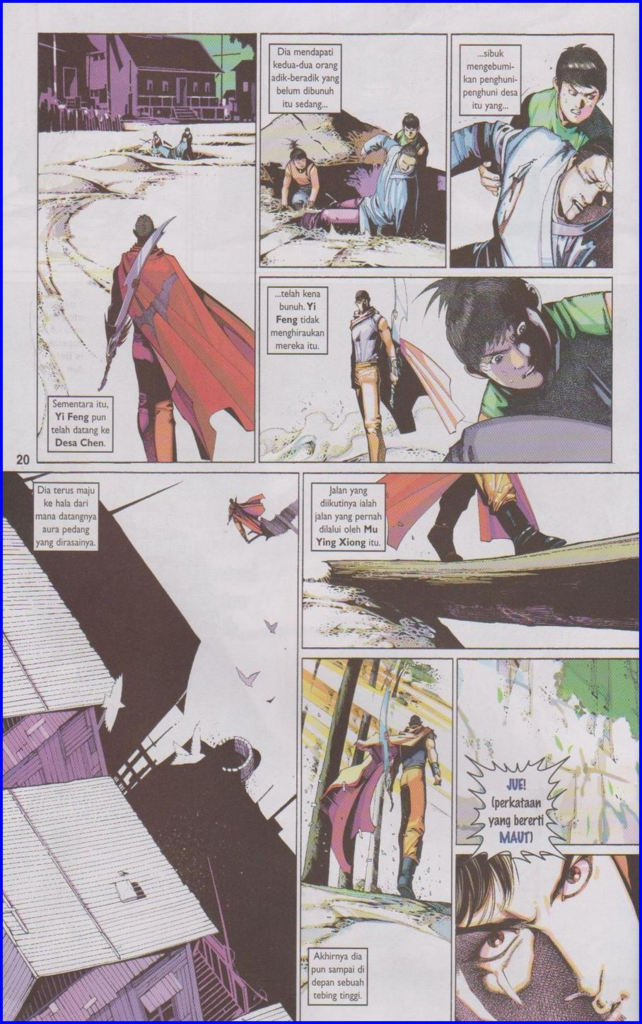 Dia mendapati
kedua-dua orang
adik-beradik yang
belum dibunuh
itu sedang...
...sibuk
mengebumi-
kan penghuni-
penghuni desa
itu yang...
Sementara itu,
Yi Feng pun
telah datang ke
Desa Chen.
...telah kena
bunuh. Yi
Feng tidak
menghiraukan
mereka itu.
20
Dia terus maju
ke hala dari
mana datangnya
aura pedang
yang dirasainya.
Jalan yang
diikutinya ialah
jalan yang pernah
dilalui oleh Mu
Ying Xiong itu.
Akhirnya dia
pun sampai di
depan sebuah
tebing tinggi.
JUE!
(perkataan
yang bererti
MAUT)